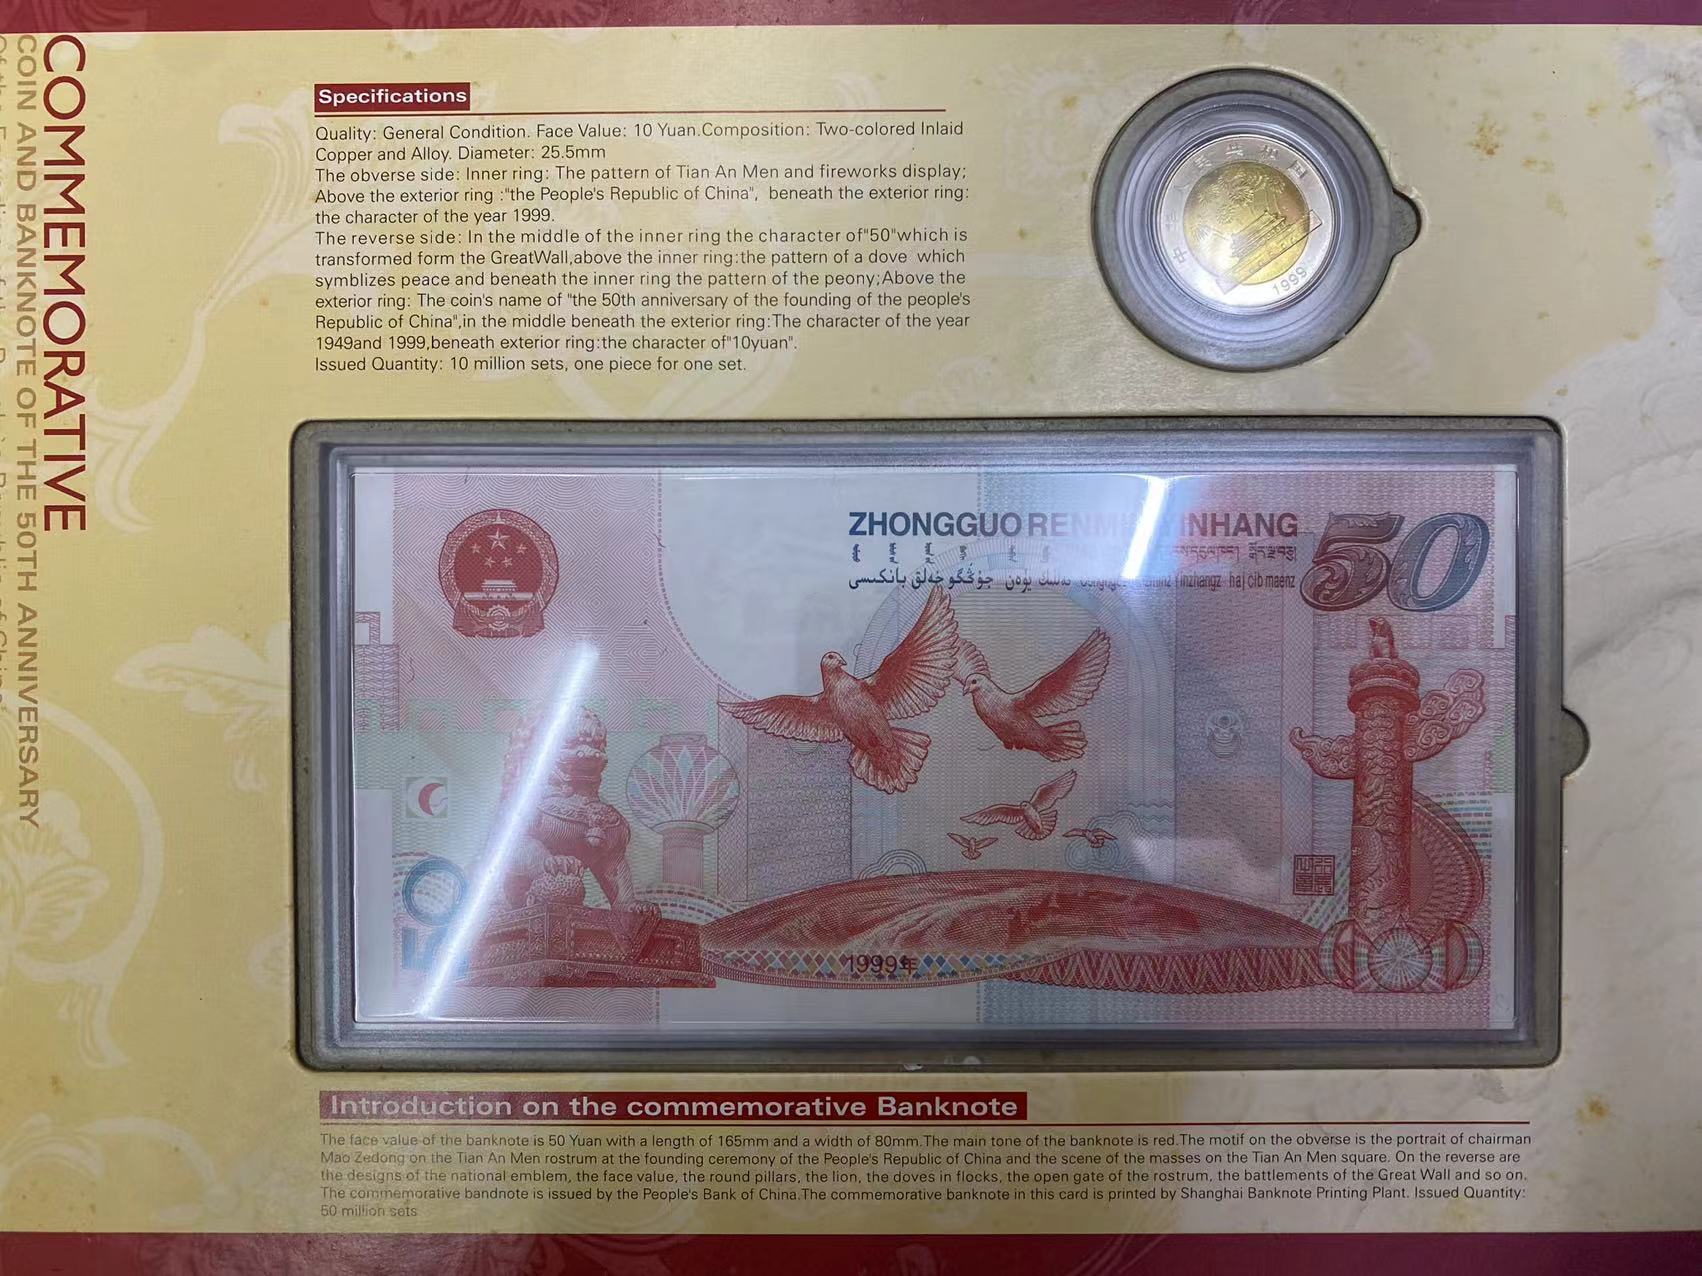 COMMEMORATIVE
COIN AND BANKNOTE OF THE 50TH ANNIVERSARY
Specifications
Quality: General Condition. Face Value: 10 Yuan.Composition: Two-colored Inlaid
Copper and Alloy. Diameter: 25.5mm
The obverse side: Inner ring: The pattern of Tian An Men and fireworks display;
Above the exterior ring :"the People's Republic of China", beneath the exterior ring:
the character of the year 1999.
The reverse side: In the middle of the inner ring the character of"50"which is
transformed form the GreatWall,above the inner ring:the pattern of a dove which
symblizes peace and beneath the inner ring the pattern of the peony;Above the
exterior ring: The coin's name of "the 50th anniversary of the founding of the people's
Republic of China",in the middle beneath the exterior ring:The character of the year
1949and 1999,beneath exterior ring:the character of"10yuan".
Issued Quantity: 10 million sets, one piece for one set.
中华人民共和国
1999
ZHONGGUO RENM INHANG
50
جۇڭگو خەلق بانكىسى
haj cib maenz
50
1999年
Introduction on the commemorative Banknote
The face value of the banknote is 50 Yuan with a length of 165mm and a width of 80mm.The main tone of the banknote is red.The motif on the obverse is the portrait of chairman
Mao Zedong on the Tian An Men rostrum at the founding ceremony of the People's Republic of China and the scene of the masses on the Tian An Men square. On the reverse are
the designs of the national emblem, the face value, the round pillars, the lion, the doves in flocks, the open gate of the rostrum, the battlements of the Great Wall and so on.
The commemorative bandnote is issued by the People's Bank of China.The commemorative banknote in this card is printed by Shanghai Banknote Printing Plant. Issued Quantity:
50 million sets